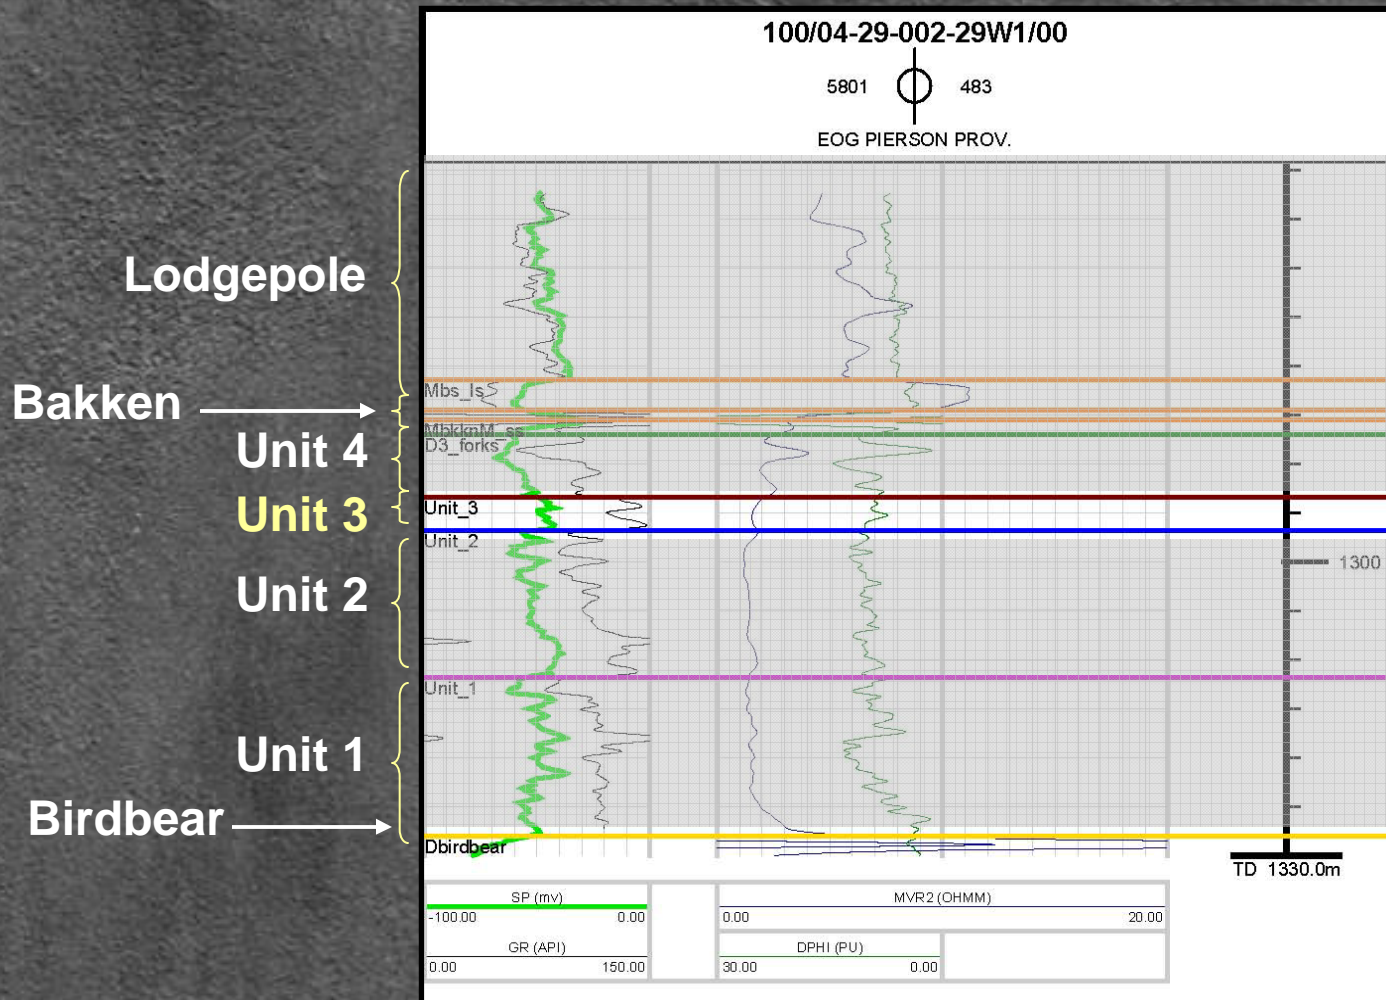 100/04-29-002-29W1/00
5801 483
EOG PIERSON PROV.
Lodgepole
Bakken
Unit 4
Unit 3
Unit 2
Unit 1
Birdbear
Mbs_ls
MbkknM_ss
D3_forks
Unit_3
Unit_2
Unit_1
Dbirdbear
1300
TD 1330.0m
SP (mv)
-100.00 0.00
GR (API)
0.00 150.00
MVR2 (OHMM)
0.00 20.00
DPHI (PU)
30.00 0.00